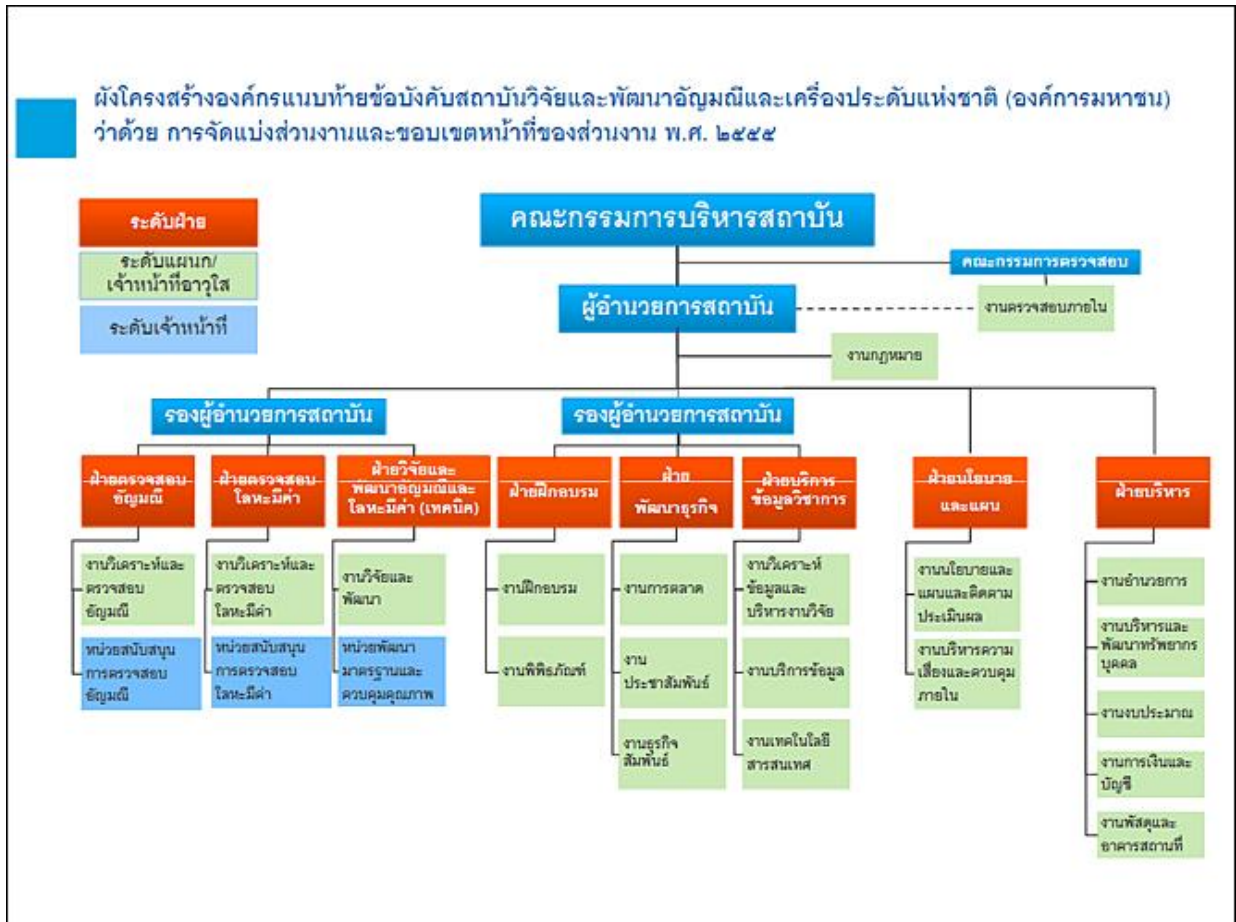 ผังโครงสร้างองค์กรแนบท้ายข้อบังคับสถาบันวิจัยและพัฒนาอัญมณีและเครื่องประดับแห่งชาติ (องค์การมหาชน)
ว่าด้วย การจัดแบ่งส่วนงานและขอบเขตหน้าที่ของส่วนงาน พ.ศ. ๒๕๕๕
ระดับฝ่าย
ระดับแผนก/
เจ้าหน้าที่อาวุโส
ระดับเจ้าหน้าที่
คณะกรรมการบริหารสถาบัน
คณะกรรมการตรวจสอบ
ผู้อำนวยการสถาบัน
งานตรวจสอบภายใน
งานกฎหมาย
รองผู้อำนวยการสถาบัน
รองผู้อำนวยการสถาบัน
ฝ่ายตรวจสอบ
อัญมณี
ฝ่ายตรวจสอบ
โลหะมีค่า
ฝ่ายวิจัยและ
พัฒนาอัญมณีและ
โลหะมีค่า (เทคนิค)
ฝ่ายฝึกอบรม
ฝ่าย
พัฒนาธุรกิจ
ฝ่ายบริการ
ข้อมูลวิชาการ
ฝ่ายนโยบาย
และแผน
ฝ่ายบริหาร
งานวิเคราะห์และ
ตรวจสอบ
อัญมณี
งานวิเคราะห์และ
ตรวจสอบ
โลหะมีค่า
งานวิจัยและ
พัฒนา
งานฝึกอบรม
งานการตลาด
งานวิเคราะห์
ข้อมูลและ
บริหารงานวิจัย
งานนโยบายและ
แผนและติดตาม
ประเมินผล
งานอำนวยการ
หน่วยสนับสนุน
การตรวจสอบ
อัญมณี
หน่วยสนับสนุน
การตรวจสอบ
โลหะมีค่า
หน่วยพัฒนา
มาตรฐานและ
ควบคุมคุณภาพ
งานพิพิธภัณฑ์
งาน
ประชาสัมพันธ์
งานบริการข้อมูล
งานบริหารความ
เสี่ยงและควบคุม
ภายใน
งานบริหารและ
พัฒนาทรัพยากร
บุคคล
งานธุรกิจ
สัมพันธ์
งานเทคโนโลยี
สารสนเทศ
งานงบประมาณ
งานการเงินและ
บัญชี
งานพัสดุและ
อาคารสถานที่